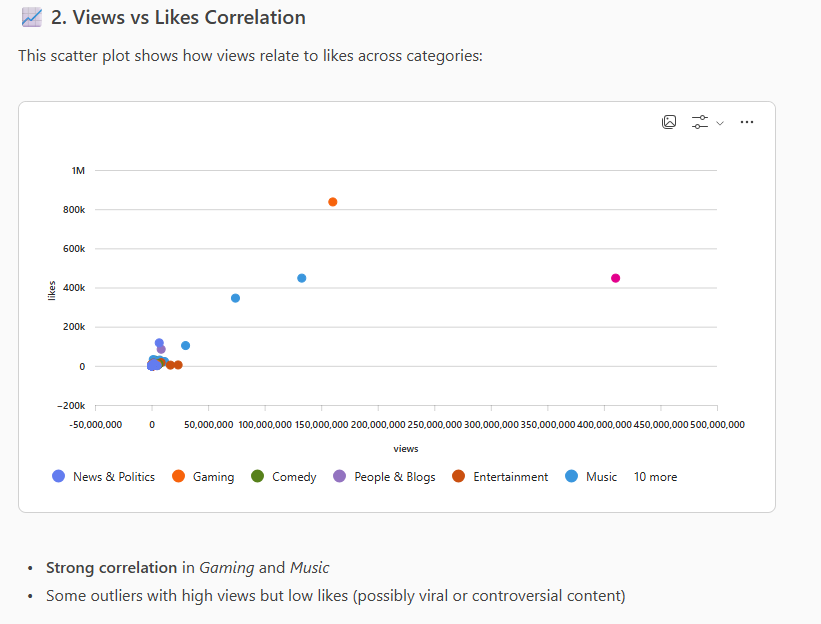 📈 2. Views vs Likes Correlation
This scatter plot shows how views relate to likes across categories:
1M
800k
600k
400k
200k
0
−200k
likes
-50,000,000 0 50,000,000 100,000,000 150,000,000 200,000,000 250,000,000 300,000,000 350,000,000 400,000,000 450,000,000 500,000,000
views
News & Politics Gaming Comedy People & Blogs Entertainment Music 10 more
• Strong correlation in Gaming and Music
• Some outliers with high views but low likes (possibly viral or controversial content)